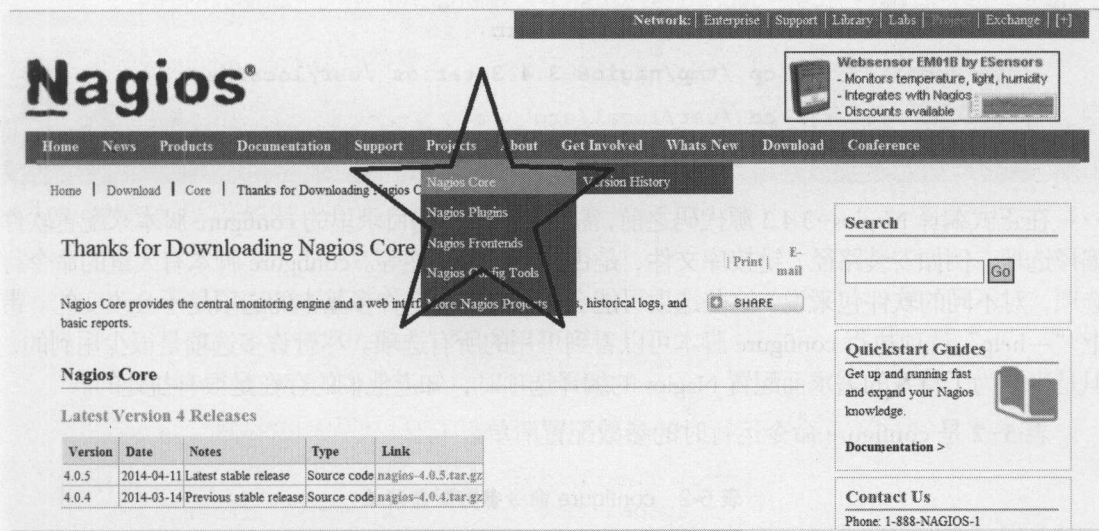 Network: | Enterprise | Support | Library | Labs | Project | Exchange | [+]
Nagios®
Websensor EM01B by ESensors
- Monitors temperature, light, humidity
- Integrates with Nagios
- Discounts available
Home News Products Documentation Support Projects About Get Involved Whats New Download Conference
Nagios Core
Version History
Nagios Plugins
Nagios Frontends
Nagios Config Tools
More Nagios Projects
Home | Download | Core | Thanks for Downloading Nagios
Thanks for Downloading Nagios Core
| Print | E-
mail
Nagios Core provides the central monitoring engine and a web , historical logs, and
basic reports.
SHARE
Nagios Core
Latest Version 4 Releases
Version Date Notes Type Link
4.0.5 2014-04-11 Latest stable release Source code nagios-4.0.5.tar.gz
4.0.4 2014-03-14 Previous stable release Source code nagios-4.0.4.tar.gz
Search
Go
Quickstart Guides
Get up and running fast
and expand your Nagios
knowledge.
Documentation >
Contact Us
Phone: 1-888-NAGIOS-1